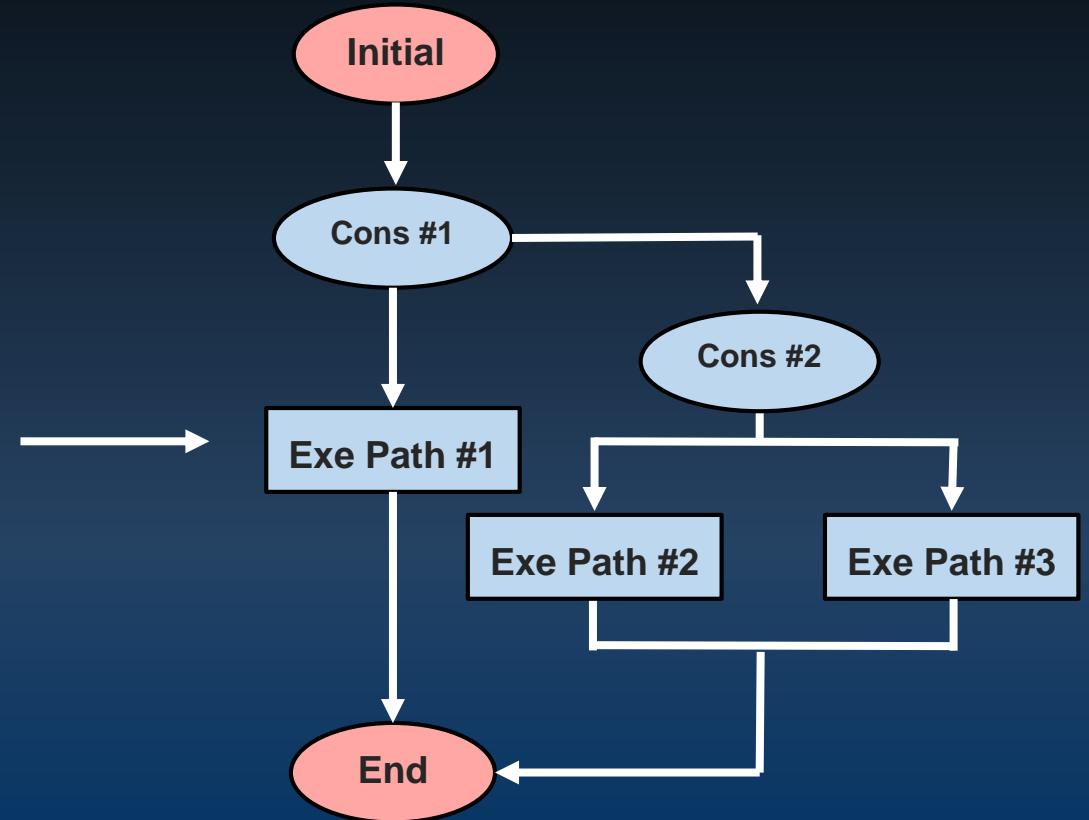 Initial
Cons #1
Cons #2
Exe Path #1
Exe Path #2
Exe Path #3
End